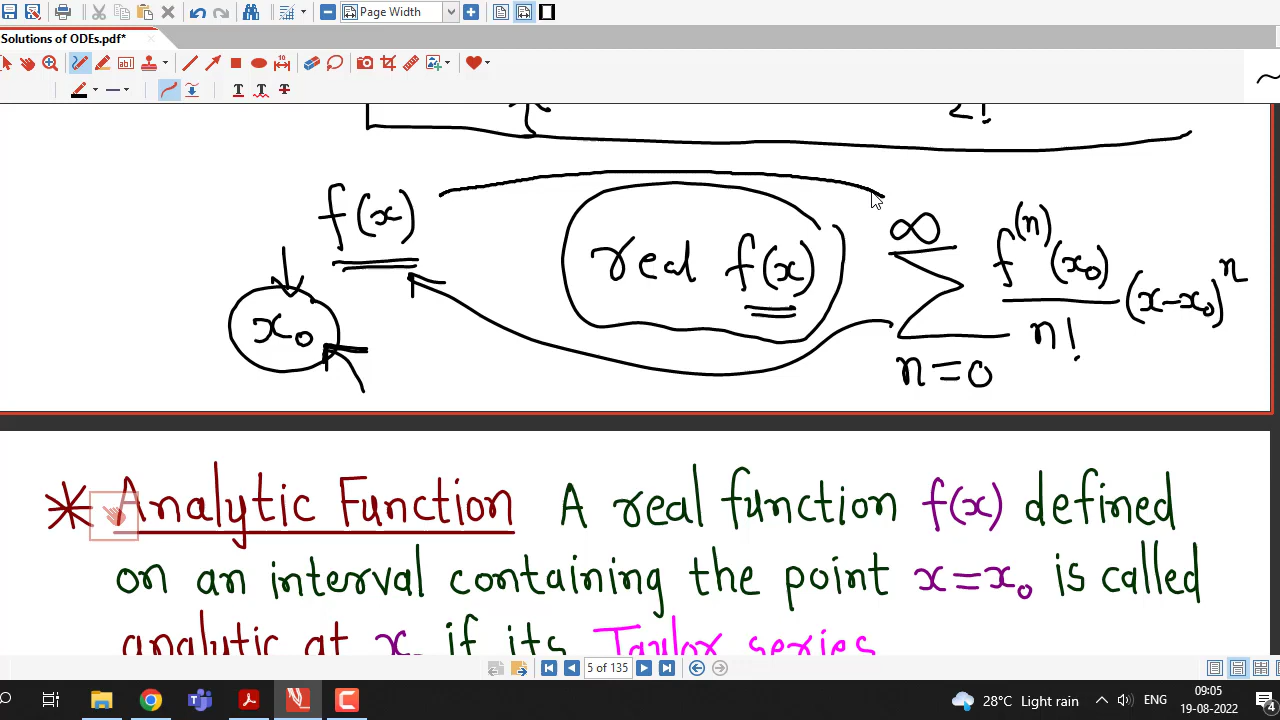 Page Width
Solutions of ODEs.pdf*
10
2!
f(x)
real f(x)
∞
∑ f^(n)(x₀)/n! (x-x₀)^n
n=0
x₀
* Analytic Function A real function f(x) defined
on an interval containing the point x=x₀ is called
analytic at x₀ if its Taylor series
5 of 135
28°C Light rain
ENG
09:05
19-08-2022
4